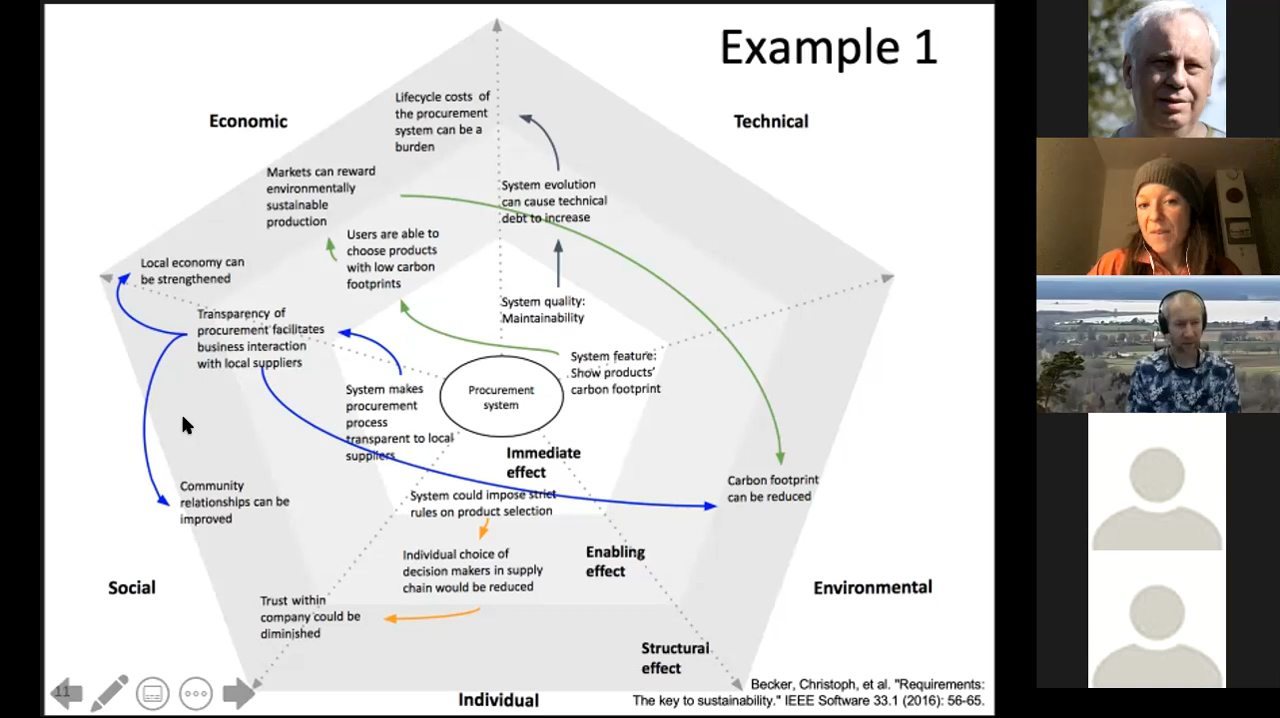 Example 1
Economic
Technical
Lifecycle costs of
the procurement
system can be a
burden
Markets can reward
environmentally
sustainable
production
System evolution
can cause technical
debt to increase
Users are able to
choose products
with low carbon
footprints
Local economy can
be strengthened
System quality:
Maintainability
Transparency of
procurement facilitates
business interaction
with local suppliers
System feature:
Show products'
carbon footprint
System makes
procurement
process
transparent to local
suppliers
Procurement
system
Immediate
effect
Carbon footprint
can be reduced
Community
relationships can be
improved
System could impose strict
rules on product selection
Enabling
effect
Individual choice of
decision makers in supply
chain would be reduced
Social
Environmental
Trust within
company could be
diminished
Structural
effect
11
Individual
Becker, Christoph, et al. "Requirements:
The key to sustainability." IEEE Software 33.1 (2016): 56-65.